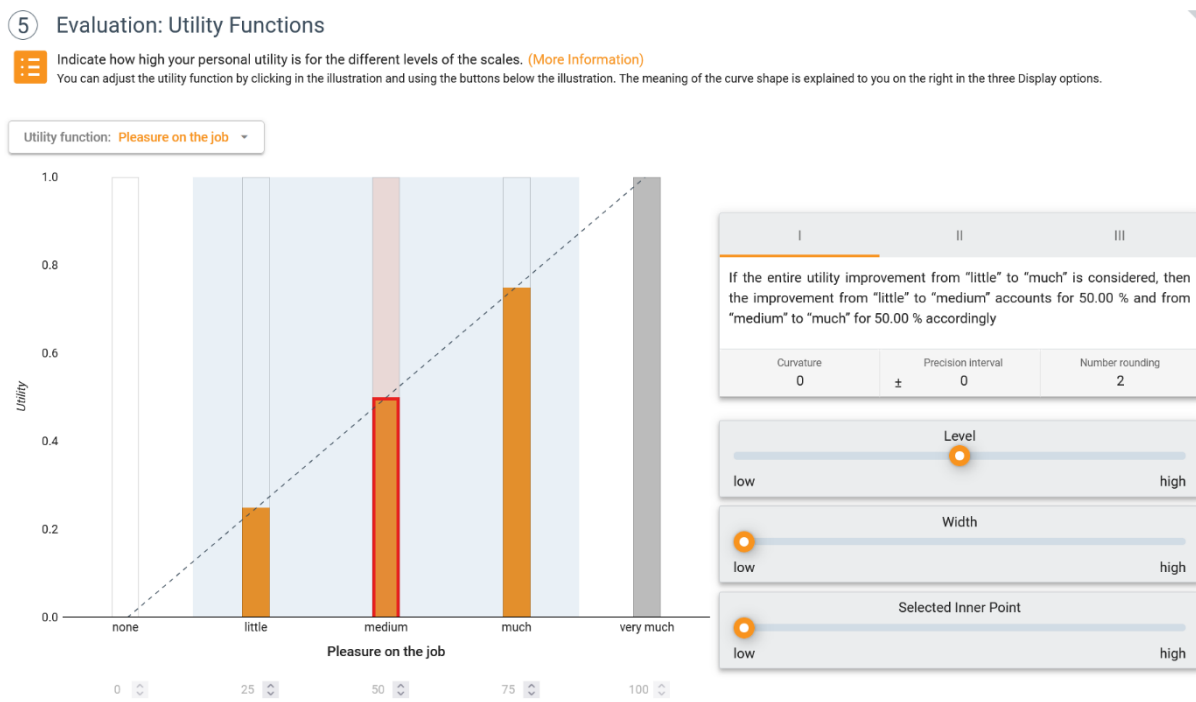 5 Evaluation: Utility Functions
Indicate how high your personal utility is for the different levels of the scales. (More Information)
You can adjust the utility function by clicking in the illustration and using the buttons below the illustration. The meaning of the curve shape is explained to you on the right in the three Display options.
Utility function: Pleasure on the job
1.0
0.8
0.6
0.4
0.2
0.0
Utility
none little medium much very much
Pleasure on the job
0 25 50 75 100
I II III
If the entire utility improvement from “little” to “much” is considered, then
the improvement from “little” to “medium” accounts for 50.00 % and from
“medium” to “much” for 50.00 % accordingly
Curvature Precision interval Number rounding
0 ± 0 2
Level
low high
Width
low high
Selected Inner Point
low high